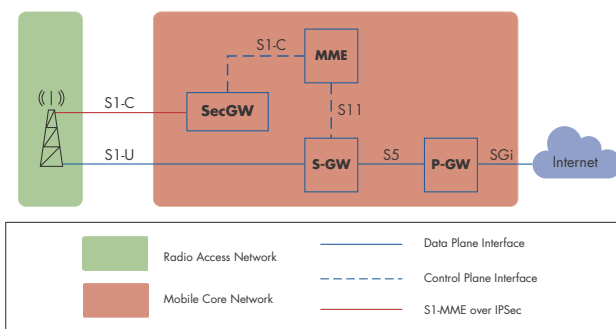 S1-C
MME
SecGW
S1-C
S11
S1-U
S-GW
S5
P-GW
SGi
Internet
Radio Access Network
Mobile Core Network
Data Plane Interface
Control Plane Interface
S1-MME over IPSec